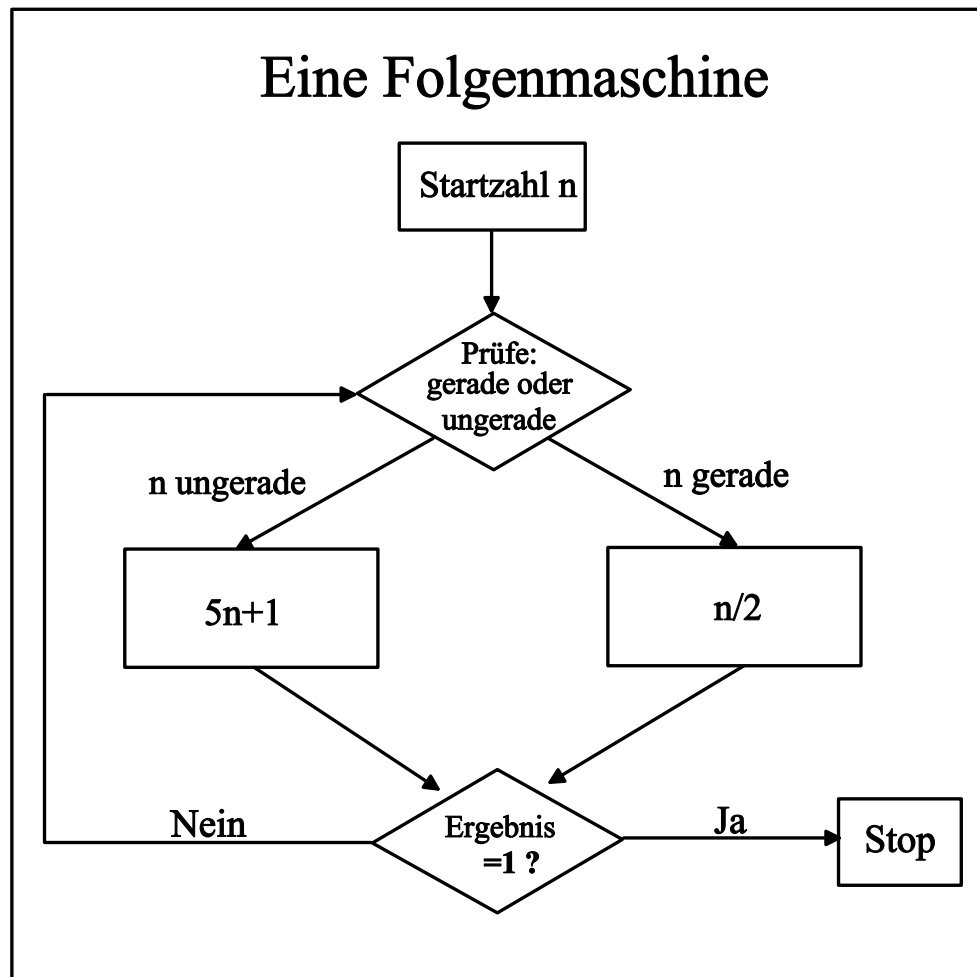 Eine Folgenmaschine
Startzahl n
Prüfe:
gerade oder
ungerade
n ungerade
n gerade
5n+1
n/2
Nein
Ergebnis
=1 ?
Ja
Stop